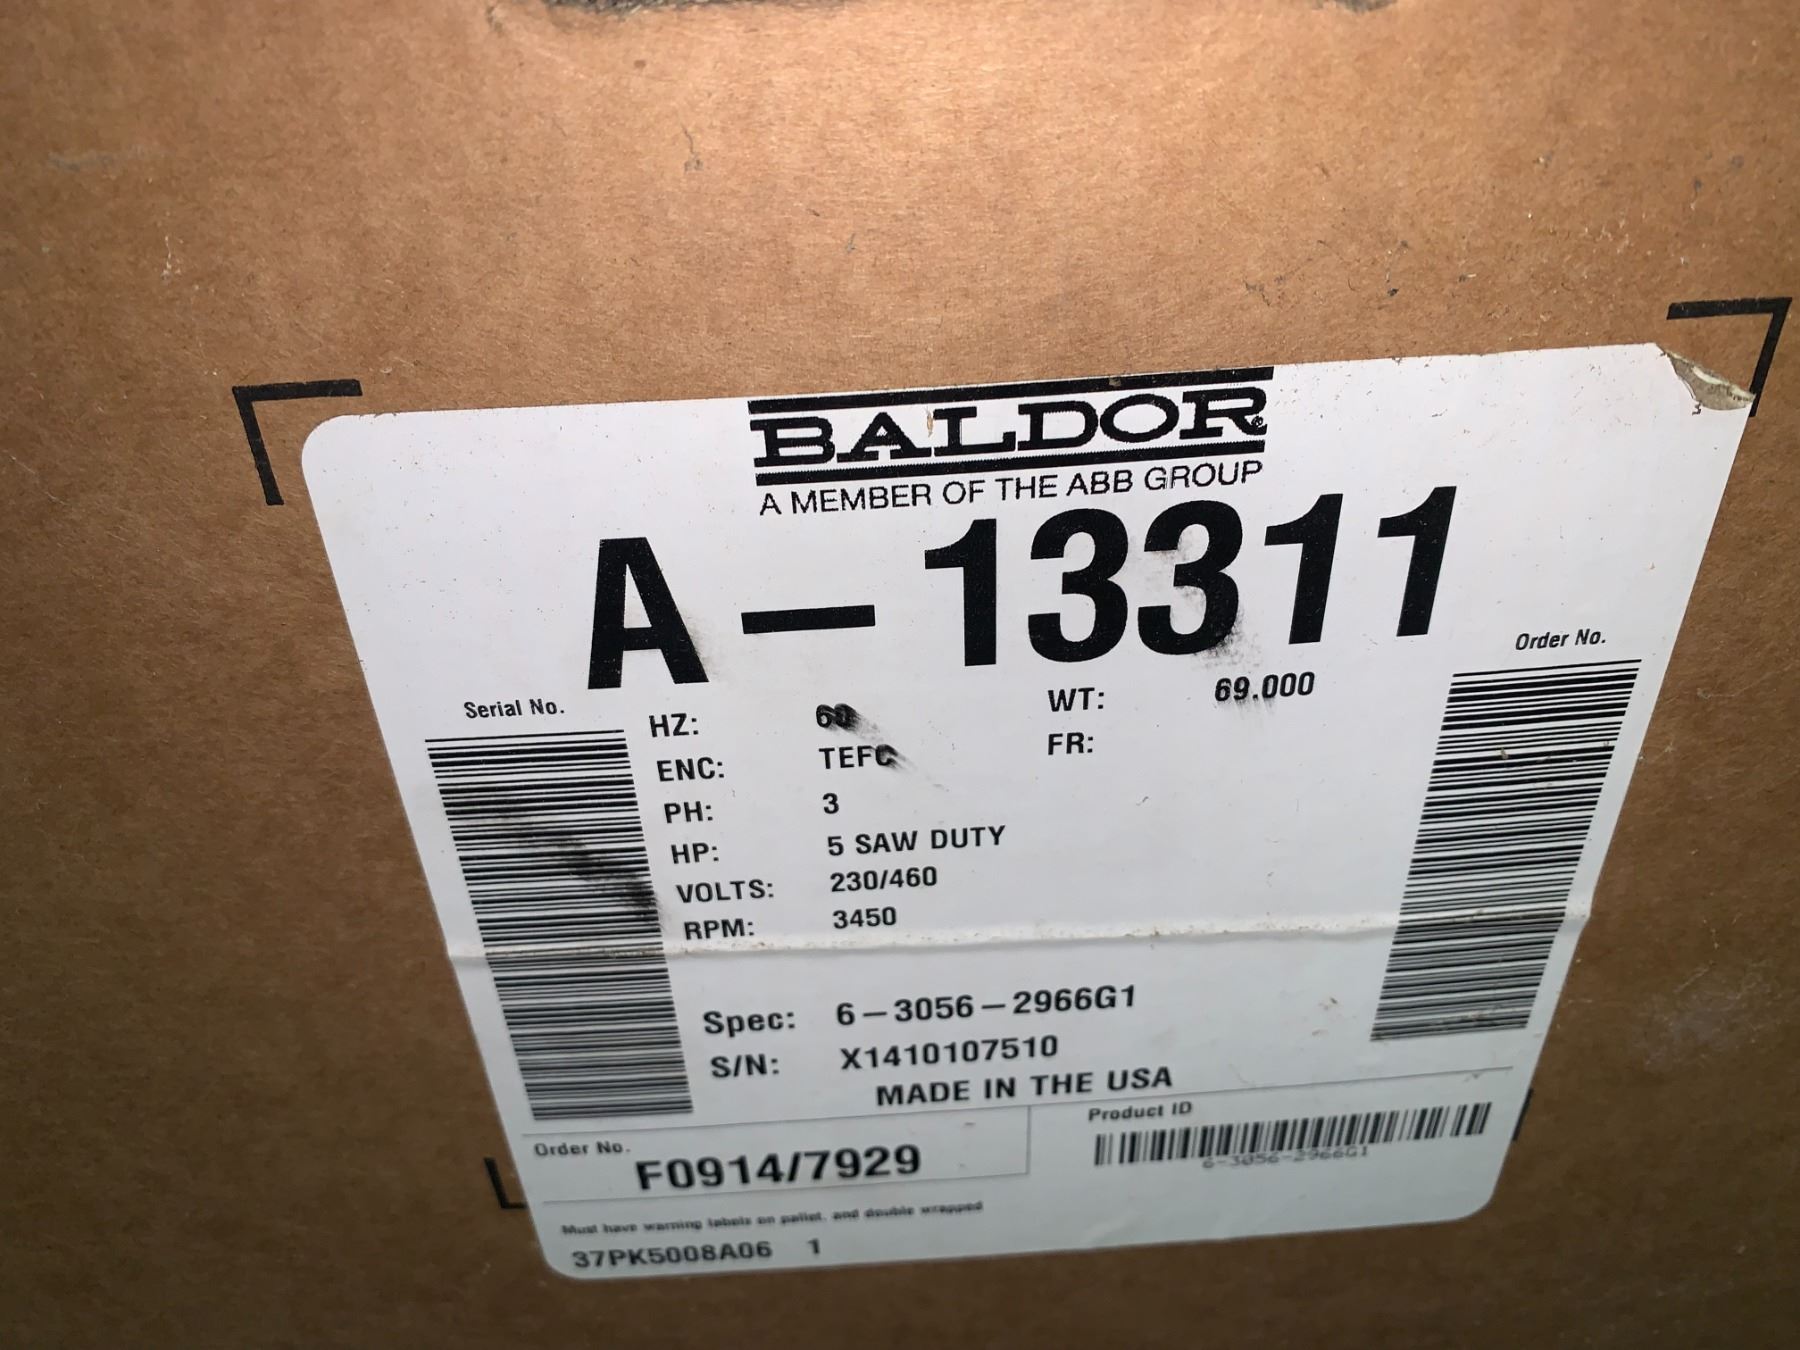 BALDOR
A MEMBER OF THE ABB GROUP
A-13311
Serial No.
Order No.
HZ: 60 WT: 69.000
ENC: TEFC FR:
PH: 3
HP: 5 SAW DUTY
VOLTS: 230/460
RPM: 3450
Spec: 6-3056-2966G1
S/N: X1410107510
MADE IN THE USA
Order No.
F0914/7929
Product ID
6-3056-2966G1
Must have warning labels on pallet, and double wrapped
37PK5008A06 1